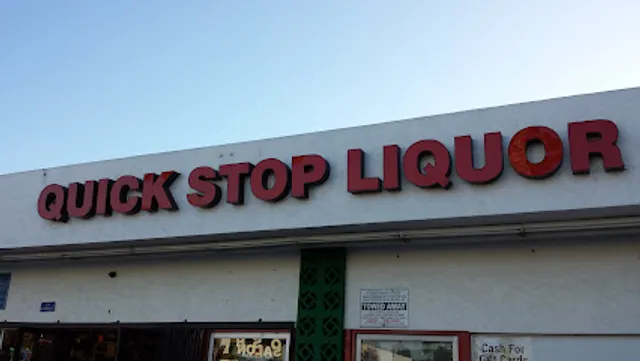 QUICK STOP LIQUOR
TOWED AWAY
Cash For
Gift Cards